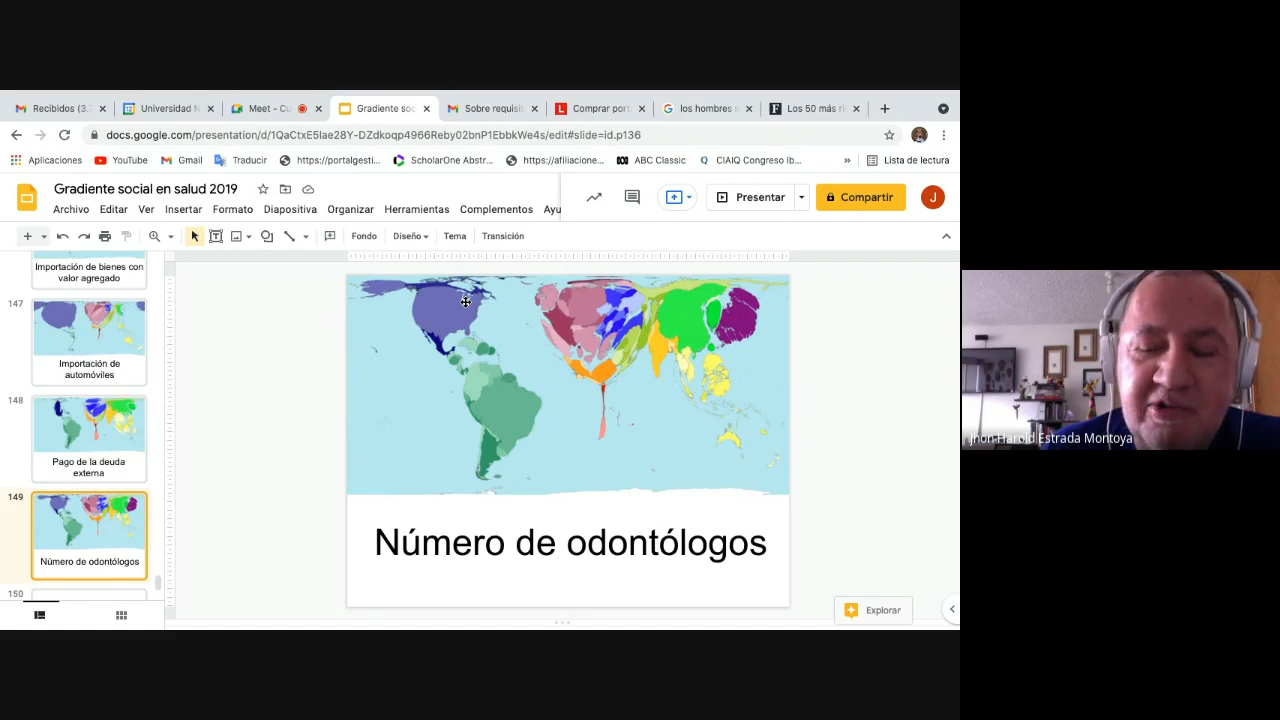 Recibidos (3.
Universidad N
Meet - Cu
Gradiente soc
Sobre requisi
Comprar port
los hombres
Los 50 más ri
docs.google.com/presentation/d/1QaCtxE5Iae28Y-DZdkoqp4966Reby02bnP1EbbkWe4s/edit#slide=id.p136
Aplicaciones
YouTube
Gmail
Traducir
https://portalgesti...
ScholarOne Abstr...
https://afiliacione...
ABC Classic
CIAIQ Congreso Ib...
»
Lista de lectura
Gradiente social en salud 2019
Archivo Editar Ver Insertar Formato Diapositiva Organizar Herramientas Complementos Ayu
Presentar
Compartir
J
Fondo
Diseño
Tema
Transición
Importación de bienes con
valor agregado
147
Importación de
automóviles
148
Pago de la deuda
externa
149
Número de odontólogos
150
Número de odontólogos
Explorar
Jhon Harold Estrada Montoya